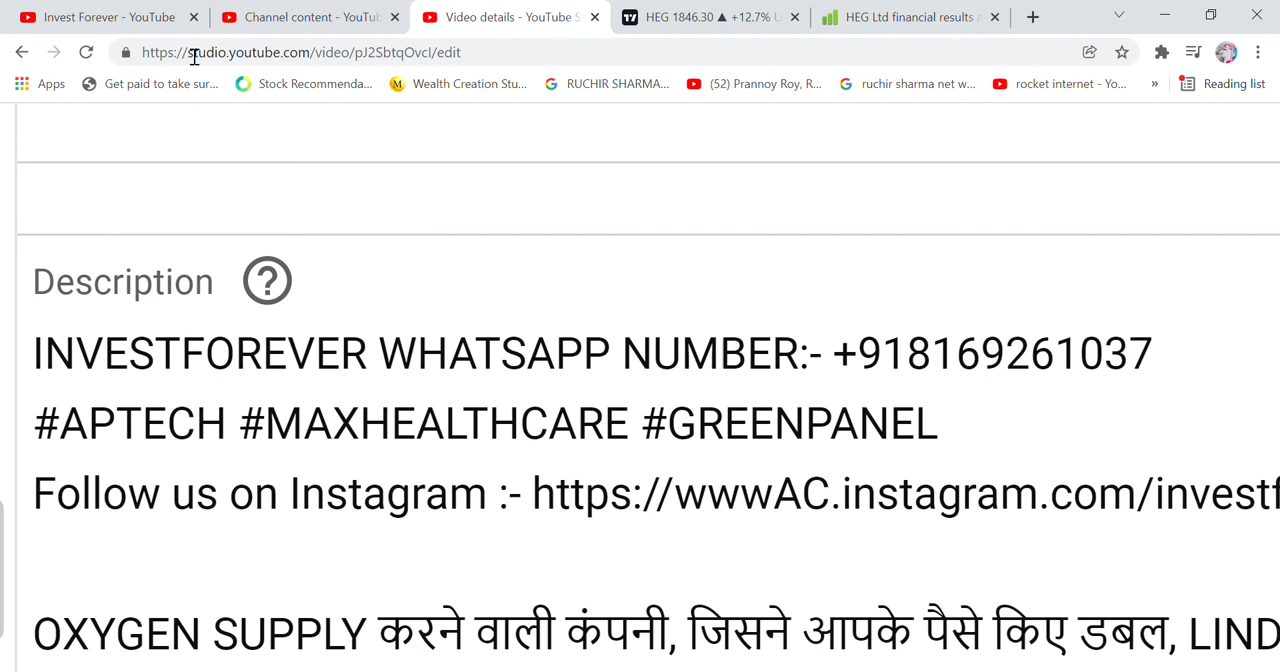 Invest Forever - YouTube
Channel content - YouTub
Video details - YouTube S
HEG 1846.30 ▲ +12.7% U
HEG Ltd financial results a
https://studio.youtube.com/video/pJ2SbtqOvcI/edit
Apps
Get paid to take sur...
Stock Recommenda...
Wealth Creation Stu...
RUCHIR SHARMA...
(52) Prannoy Roy, R...
ruchir sharma net w...
rocket internet - Yo...
»
Reading list
Description ?
INVESTFOREVER WHATSAPP NUMBER:- +918169261037
#APTECH #MAXHEALTHCARE #GREENPANEL
Follow us on Instagram :- https://wwwAC.instagram.com/investf
OXYGEN SUPPLY करने वाली कंपनी, जिसने आपके पैसे किए डबल, LIND